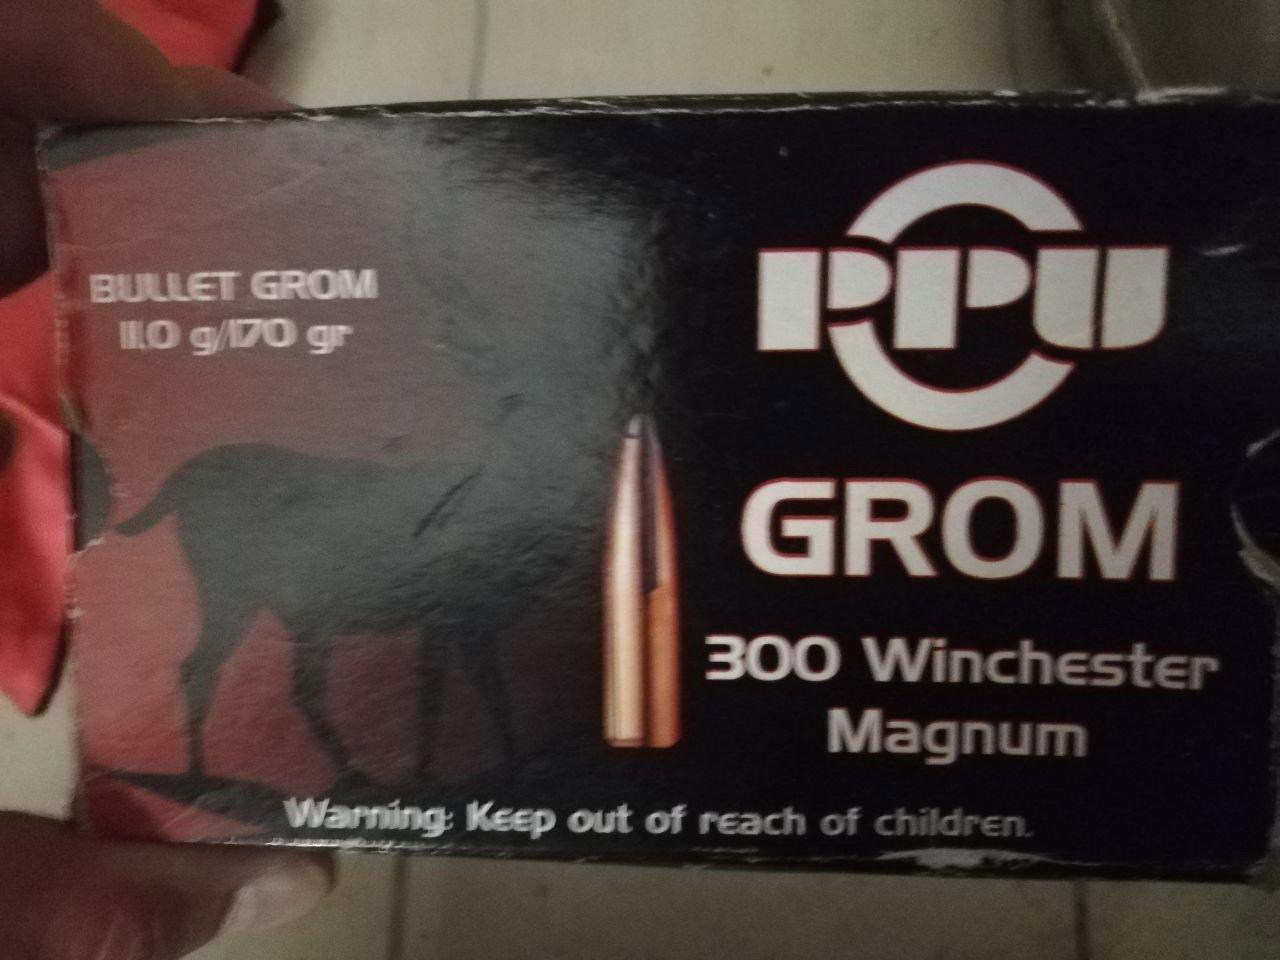 BULLET GROM
11,0 g/170 gr
PPU
GROM
300 Winchester
Magnum
Warning: Keep out of reach of children.